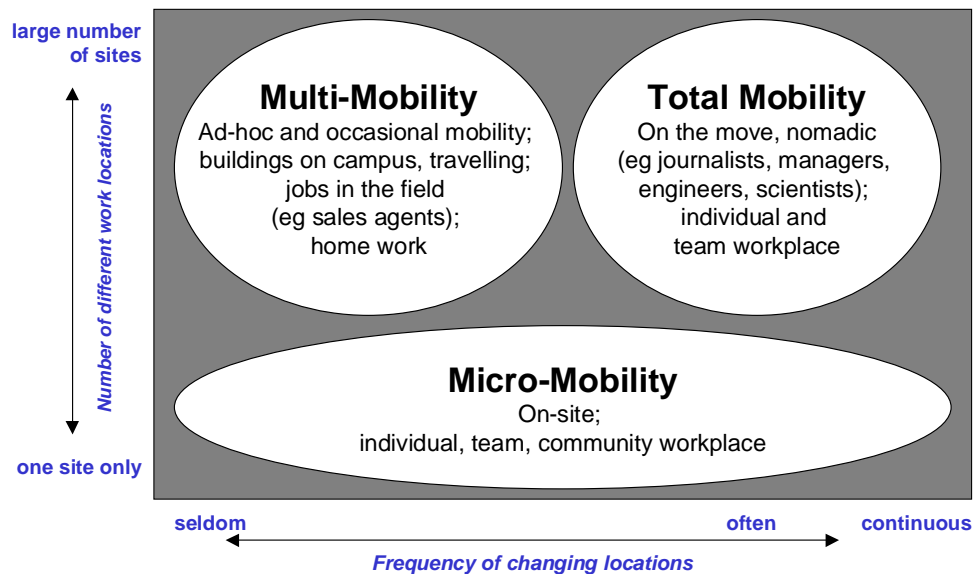 large number
of sites
Number of different work locations
one site only
Multi-Mobility
Ad-hoc and occasional mobility;
buildings on campus, travelling;
jobs in the field
(eg sales agents);
home work
Total Mobility
On the move, nomadic
(eg journalists, managers,
engineers, scientists);
individual and
team workplace
Micro-Mobility
On-site;
individual, team, community workplace
seldom
often
continuous
Frequency of changing locations